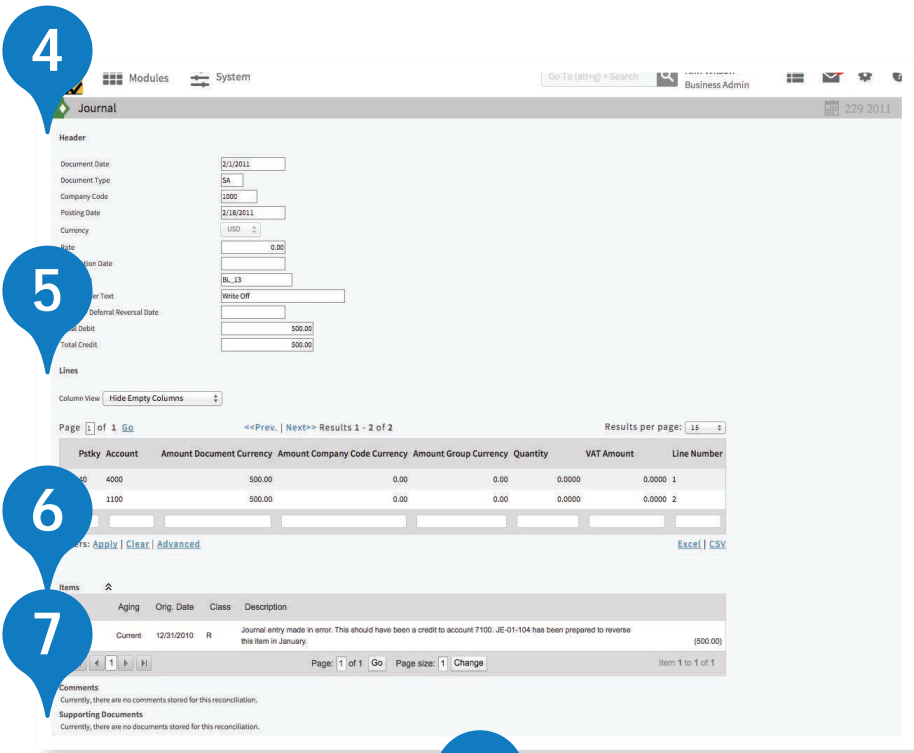 4
Modules System Go To (alt+g) + Search
Business Admin
Journal 229 2011
Header
Document Date 2/1/2011
Document Type SA
Company Code 1000
Posting Date 2/18/2011
Currency USD
Rate 0.00
Date
5
BL_13
Text Write Off
Deferral Reversal Date
Debit 500.00
Total Credit 500.00
Lines
Column View Hide Empty Columns
Page 1 of 1 Go <<Prev. | Next>> Results 1 - 2 of 2 Results per page: 15
Pstky Account Amount Document Currency Amount Company Code Currency Amount Group Currency Quantity VAT Amount Line Number
4000 500.00 0.00 0.00 0.0000 0.0000 1
1100 500.00 0.00 0.00 0.0000 0.0000 2
6
Apply | Clear | Advanced Excel | CSV
Items
7
Aging Orig. Date Class Description
Current 12/31/2010 R Journal entry made in error. This should have been a credit to account 7100. JE-01-104 has been prepared to reverse
this item in January. (500.00)
1 Page: 1 of 1 Go Page size: 1 Change Item 1 to 1 of 1
Comments
Currently, there are no comments stored for this reconciliation.
Supporting Documents
Currently, there are no documents stored for this reconciliation.